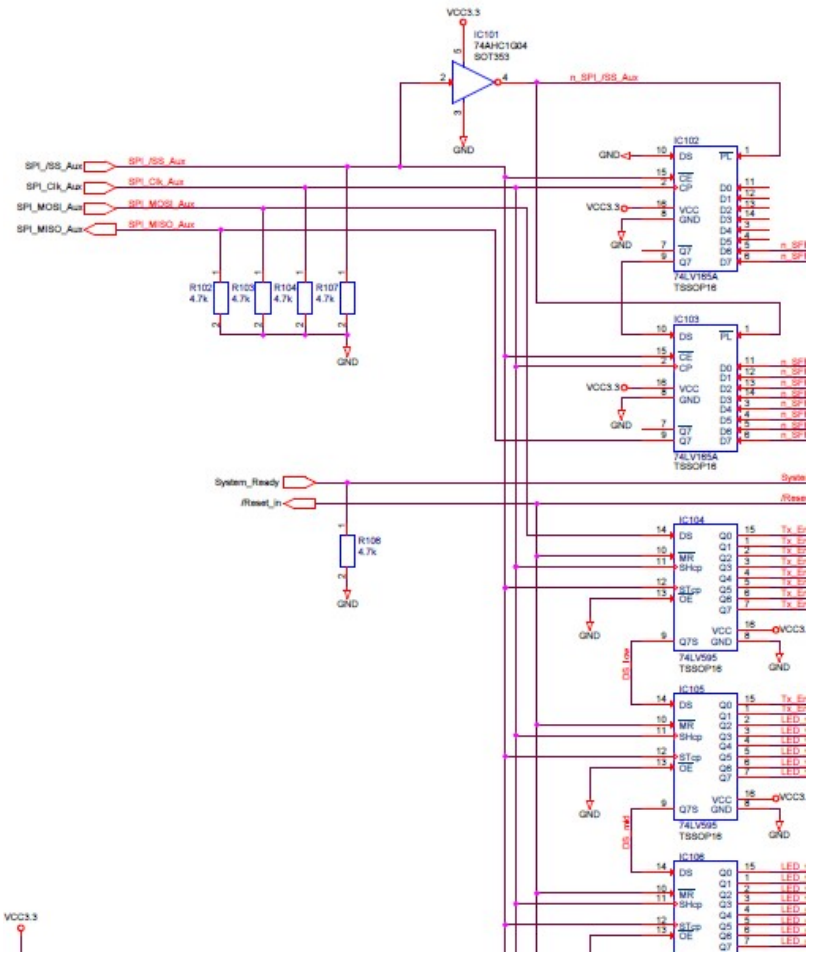 VCC3.3
IC101
74AHC1G04
SOT353
5
2
4
3
GND
n_SPI_/SS_Aux
SPI_/SS_Aux
SPI_/SS_Aux
SPI_Clk_Aux
SPI_Clk_Aux
SPI_MOSI_Aux
SPI_MOSI_Aux
SPI_MISO_Aux
SPI_MISO_Aux
IC102
GND
10
DS
PL
1
15
CE
2
CP
VCC3.3
16
VCC
8
GND
GND
7
Q7
9
Q7
D0
11
D1
12
D2
13
D3
14
D4
3
D5
4
D6
5
D7
6
74LV165A
TSSOP16
1
1
1
1
R102
4.7k
R103
4.7k
R104
4.7k
R107
4.7k
2
2
2
2
GND
IC103
10
DS
PL
1
15
CE
2
CP
VCC3.3
16
VCC
8
GND
GND
7
Q7
9
Q7
D0
11
D1
12
D2
13
D3
14
D4
3
D5
4
D6
5
D7
6
74LV165A
TSSOP16
System_Ready
Syste
/Reset_in
/Rese
1
R106
4.7k
2
GND
IC104
14
DS
10
MR
11
SHcp
12
STcp
13
OE
GND
9
Q7S
Q0
15
Q1
1
Q2
2
Q3
3
Q4
4
Q5
5
Q6
6
Q7
7
VCC
16
VCC3.
GND
8
GND
74LV595
TSSOP16
DS_low
IC105
14
DS
10
MR
11
SHcp
12
STcp
13
OE
GND
9
Q7S
Q0
15
Q1
1
Q2
2
Q3
3
Q4
4
Q5
5
Q6
6
Q7
7
VCC
16
VCC3.
GND
8
GND
74LV595
TSSOP16
DS_mid
IC106
14
DS
10
MR
11
SHcp
12
STcp
13
OE
Q0
15
Q1
1
Q2
2
Q3
3
Q4
4
Q5
5
Q6
6
Q7
7
VCC3.3